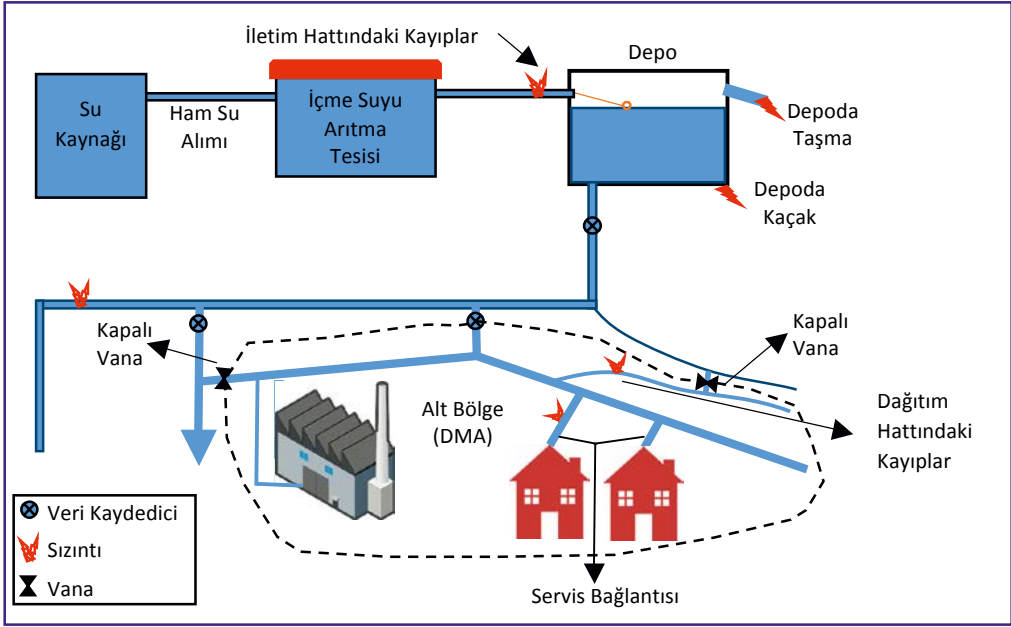 İletim Hattındaki Kayıplar
Depo
Su
Kaynağı
Ham Su
Alımı
İçme Suyu
Arıtma
Tesisi
Depoda
Taşma
Depoda
Kaçak
Kapalı
Vana
Kapalı
Vana
Alt Bölge
(DMA)
Dağıtım
Hattındaki
Kayıplar
Veri Kaydedici
Sızıntı
Vana
Servis Bağlantısı